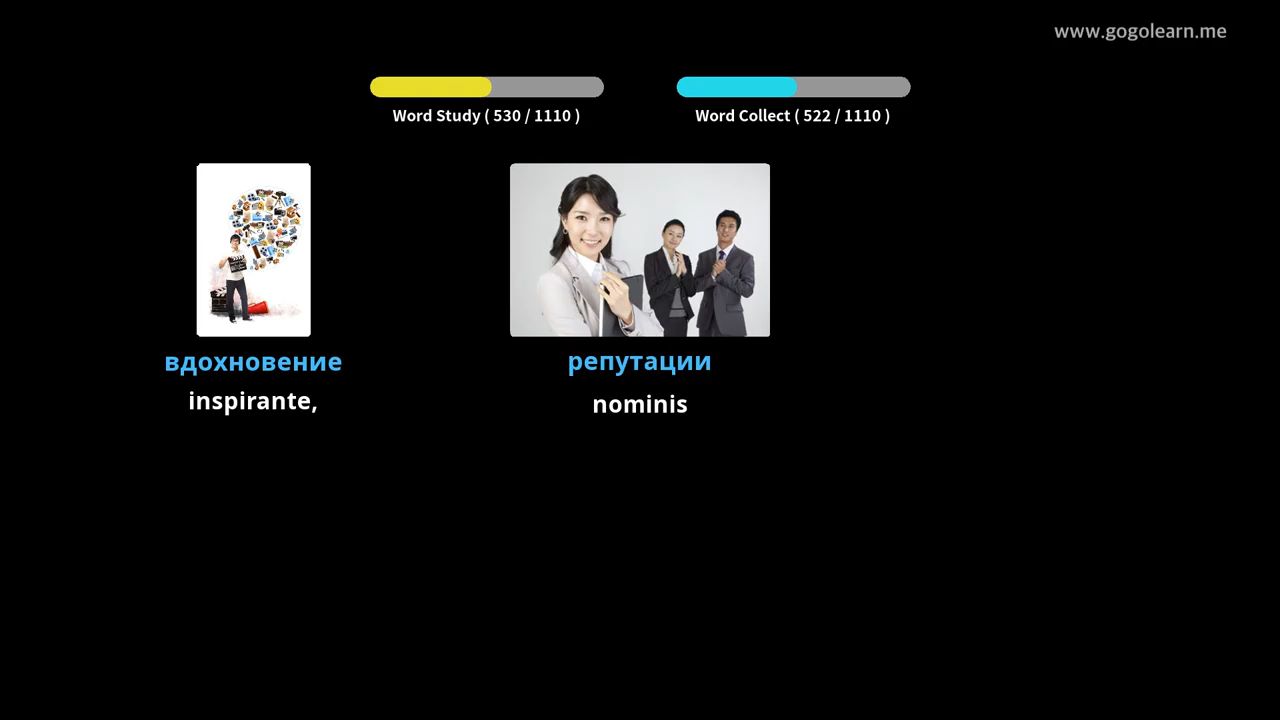 www.gogolearn.me
Word Study ( 530 / 1110 )
Word Collect ( 522 / 1110 )
вдохновение
inspirante,
репутации
nominis